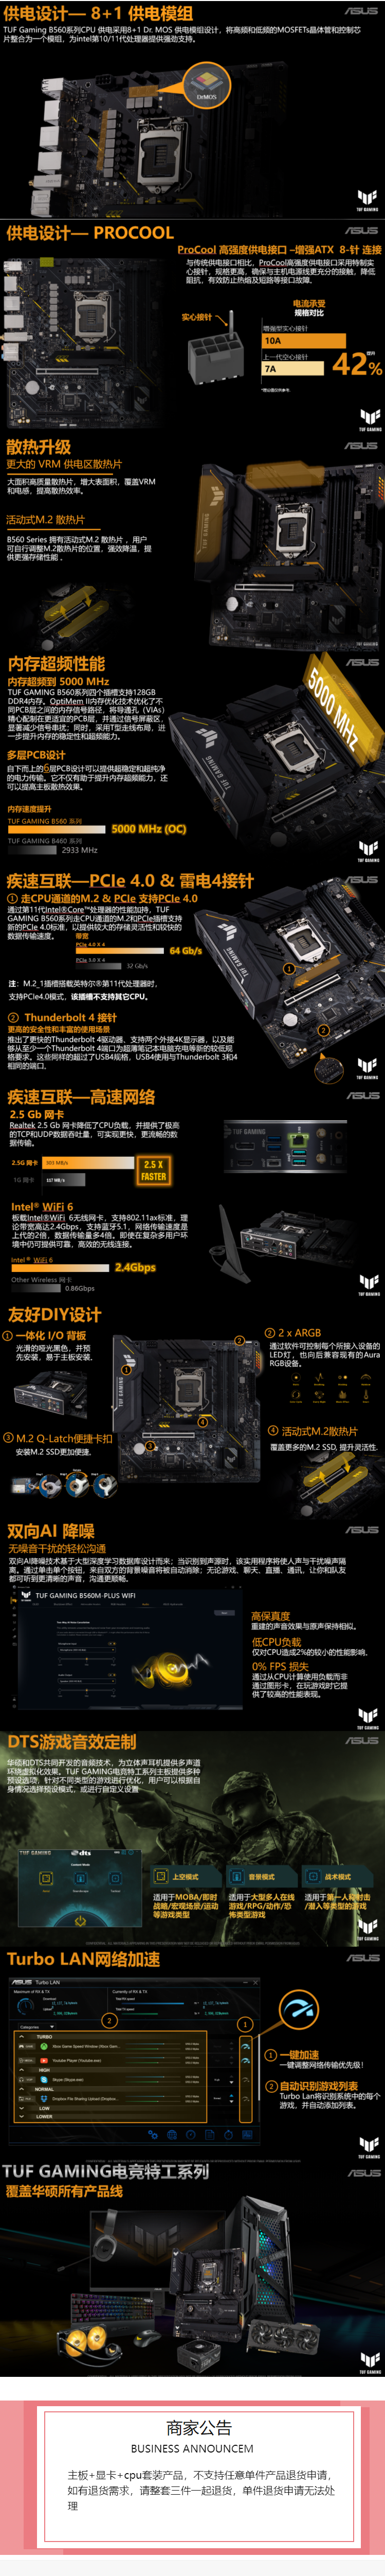 供电设计— 8+1 供电模组
ASUS
TUF Gaming B560系列CPU 供电采用8+1 Dr. MOS 供电模组设计，将高频和低频的MOSFETs晶体管和控制芯
片整合为一个模组，为intel第10/11代处理器提供强劲支持。
DrMOS
TUF GAMING
供电设计— PROCOOL
ASUS
ProCool 高强度供电接口 –增强ATX 8-针 连接
与传统供电接口相比，ProCool高强度供电接口采用特制实
心接针，规格更高，确保与主机电源线更充分的接触，降低
阻抗，有效防止热熔及短路等接口故障.
实心接针
电流承受
规格对比
增强型实心接针
10A
上一代空心接针
7A
42%
TUF GAMING
散热升级
ASUS
更大的 VRM 供电区散热片
大面积高质量散热片，增大表面积，覆盖VRM
和电感，提高散热效率。
活动式M.2 散热片
B560 Series 拥有活动式M.2 散热片，用户
可自行调整M.2散热片的位置，强效降温，提
供更强存储性能 。
内存超频性能
ASUS
内存超频到 5000 MHz
TUF GAMING B560系列四个插槽支持128GB
DDR4内存。OptiMem II内存优化技术优化了不
同PCB层之间的内存信号路径，将导通孔（VIAs）
精心配制在更适宜的PCB层，并通过信号屏蔽区，
显著减少信号串扰；同时，采用T型走线布局，进
一步提升内存的稳定性和超频能力。
5000 MHz
多层PCB设计
自下而上的6层PCB设计可以提供超稳定和超纯净
的电力传输。它不仅有助于提升内存超频能力，还
可以提高主板散热效果。
内存速度提升
TUF GAMING B560 系列
5000 MHz (OC)
TUF GAMING B460 系列
2933 MHz
TUF GAMING
疾速互联—PCIe 4.0 & 雷电4接针
ASUS
① 走CPU通道的M.2 & PCIe 支持PCIe 4.0
通过第11代Intel®Core™处理器的性能加持，TUF
GAMING B560系列走CPU通道的M.2和PCIe插槽支持
新的PCIe 4.0标准，以提供较大的存储灵活性和较快的
数据传输速度。
带宽
PCIe 4.0 X 4
64 Gb/s
PCIe 3.0 X 4
32 Gb/s
注：M.2_1插槽搭载英特尔®第11代处理器时，
支持PCIe4.0模式，该插槽不支持其它CPU。
② Thunderbolt 4 接针
更高的安全性和丰富的使用场景
推出了更快的Thunderbolt 4驱动器、支持两个外接4K显示器，以及能
够从至少一个Thunderbolt 4端口为超薄笔记本电脑充电等新的较低规
格要求。这些同样的超过了USB4规格，USB4使用与Thunderbolt 3和4
相同的端口。
疾速互联—高速网络
ASUS
2.5 Gb 网卡
Realtek 2.5 Gb 网卡降低了CPU负载，并提供了极高
的TCP和UDP数据吞吐量，可实现更快，更流畅的数
据传输。
2.5G 网卡
303 MB/s
1G 网卡
117 MB/s
2.5 X
FASTER
Intel® WiFi 6
板载Intel®WiFi 6无线网卡，支持802.11ax标准，理
论带宽高达2.4Gbps，支持蓝牙5.1，网络传输速度是
上代的2倍，数据传输量多4倍。即使在复杂多用户环
境中仍可提供可靠，高效的无线连接。
Intel ® WiFi 6
2.4Gbps
Other Wireless 网卡
0.86Gbps
TUF GAMING
友好DIY设计
ASUS
① 一体化 I/O 背板
光滑的哑光黑色，并预
先安装，易于主板安装.
② 2 x ARGB
通过软件可控制每个所接入设备的
LED灯，也向后兼容现有的Aura
RGB设备。
③ M.2 Q-Latch便捷卡扣
安装M.2 SSD更加便捷.
④ 活动式M.2散热片
覆盖更多的M.2 SSD, 提升灵活性.
双向AI 降噪
ASUS
无噪音干扰的轻松沟通
双向AI降噪技术基于大型深度学习数据库设计而来；当识别到声源时，该实用程序将使人声与干扰噪声隔
离。通过单击单个按钮，来自双方的背景噪音将被自动消除；无论游戏、聊天、直播、通讯，让你和队友
都可听到更清晰的声音，沟通更顺畅。
TUF GAMING B560M-PLUS WIFI
高保真度
重建的声音效果与原声保持相似。
低CPU负载
仅对CPU造成2%的较小的性能影响.
0% FPS 损失
通过从CPU计算使用负载而非
通过图形卡，在玩游戏时它提
供了较高的性能表现。
TUF GAMING
DTS游戏音效定制
ASUS
华硕和DTS共同开发的音频技术，为立体声耳机提供多声道
环绕虚拟化效果。TUF GAMING电竞特工系列主板提供多种
预设选项，针对不同类型的游戏进行优化，用户可以根据自
身情况选择预设模式，或进行自定义设置
TUF GAMING
dts
上空模式
适用于MOBA/即时
战略/宏观场景/运动
等游戏类型
音景模式
适用于大型多人在线
游戏/RPG/动作/恐
怖类型游戏
战术模式
适用于第一人称射击
/潜入等类型的游戏
TUF GAMING
Turbo LAN网络加速
ASUS
ASUS Turbo LAN
Categories
TURBO
HIGH
NORMAL
LOW
LOWER
① 一键加速
一键调整网络传输优先级！
② 自动识别游戏列表
Turbo Lan将识别系统中的每个
游戏，并自动添加列表。
TUF GAMING
TUF GAMING电竞特工系列
ASUS
覆盖华硕所有产品线
TUF GAMING
商家公告
BUSINESS ANNOUNCEM
主板+显卡+cpu套装产品，不支持任意单件产品退货申请，
如有退货需求，请整套三件一起退货，单件退货申请无法处
理